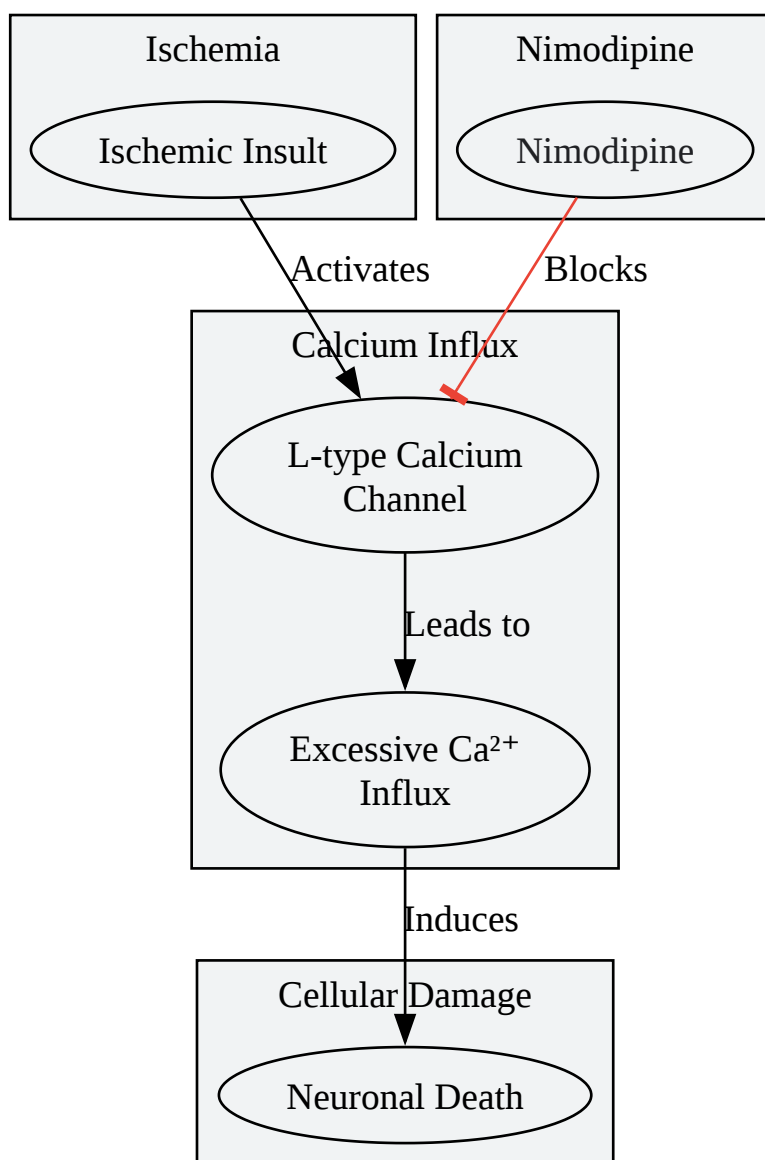 Ischemia
Nimodipine
Ischemic Insult
Nimodipine
Activates
Blocks
Calcium Influx
L-type Calcium
Channel
Leads to
Excessive Ca²⁺
Influx
Induces
Cellular Damage
Neuronal Death